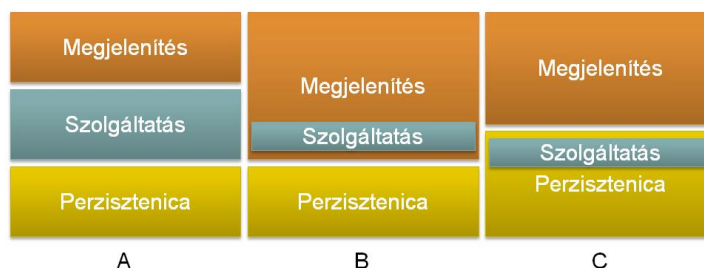 Megjelenítés
Szolgáltatás
Perzisztenica
A
Megjelenítés
Szolgáltatás
Perzisztenica
B
Megjelenítés
Szolgáltatás
Perzisztenica
C